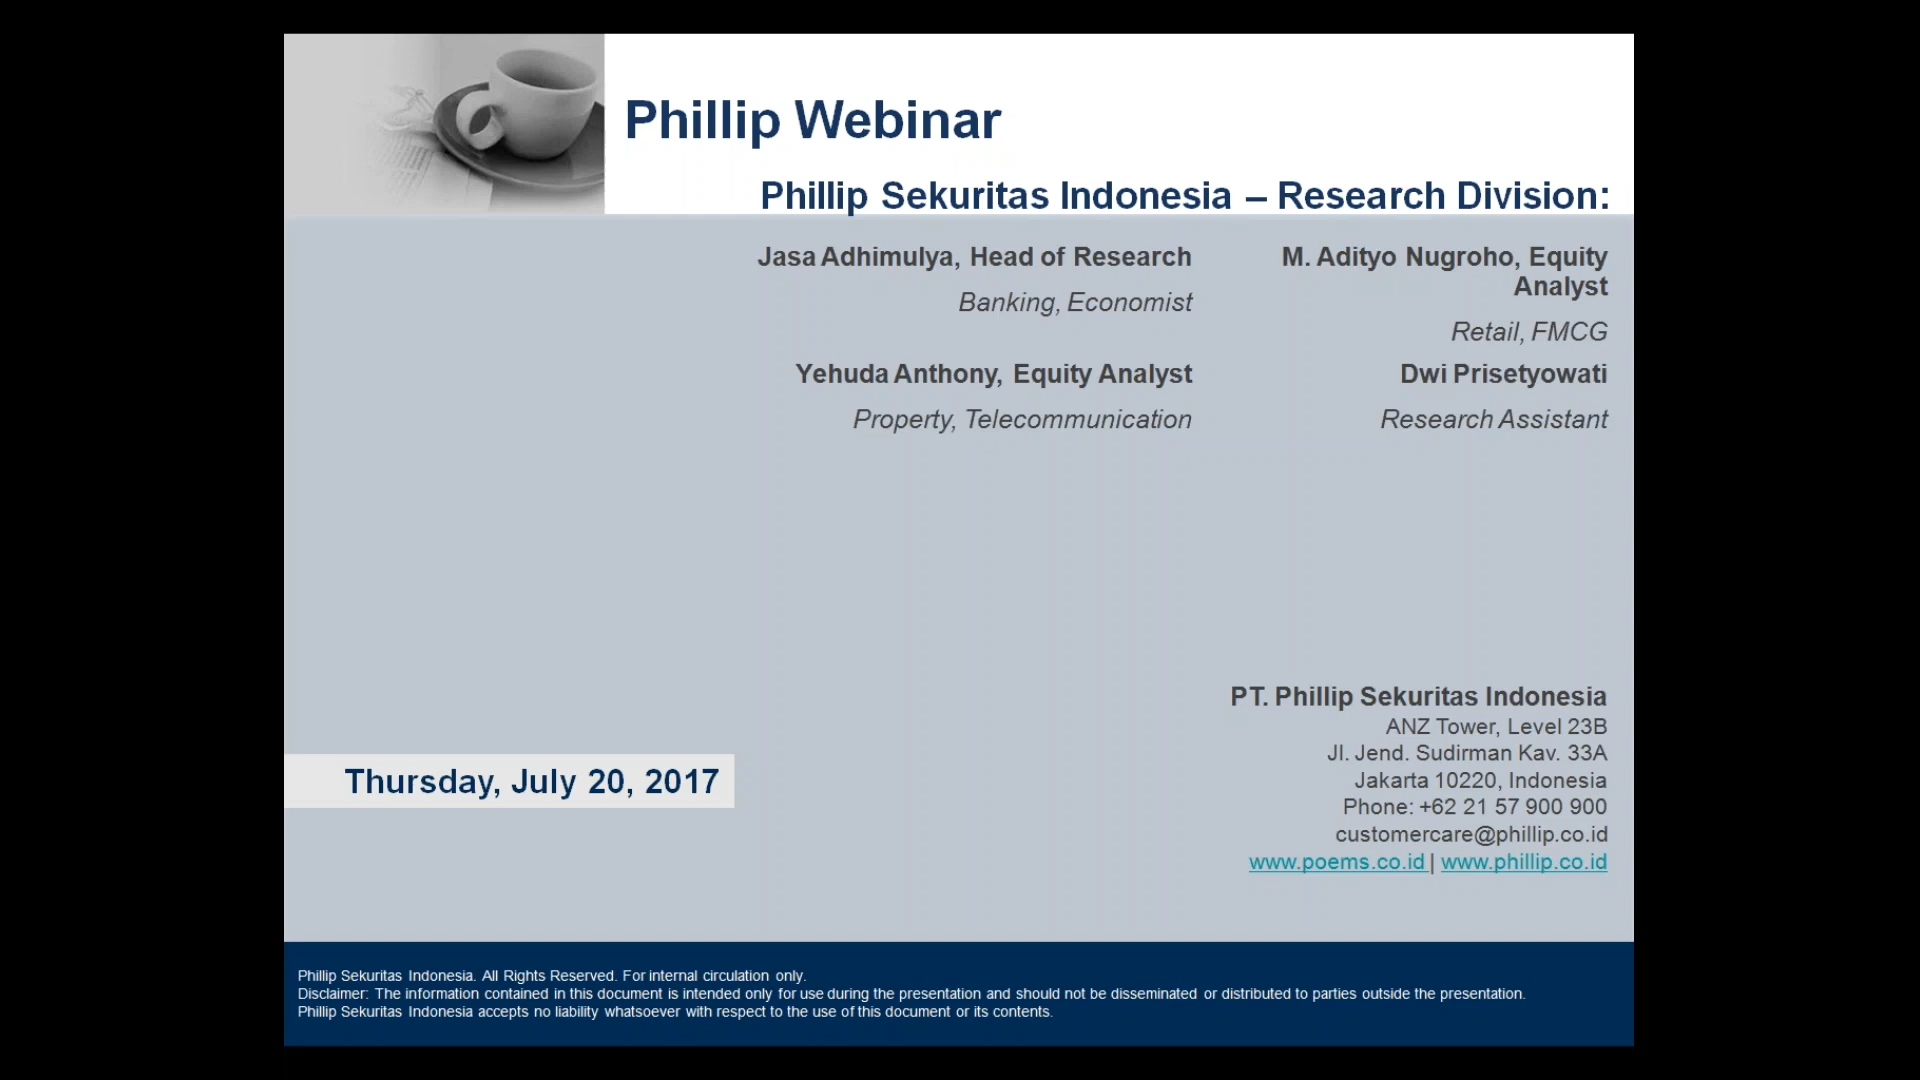 Phillip Webinar
Phillip Sekuritas Indonesia – Research Division:
Jasa Adhimulya, Head of Research
Banking, Economist
M. Adityo Nugroho, Equity
Analyst
Retail, FMCG
Yehuda Anthony, Equity Analyst
Property, Telecommunication
Dwi Prisetyowati
Research Assistant
Thursday, July 20, 2017
PT. Phillip Sekuritas Indonesia
ANZ Tower, Level 23B
Jl. Jend. Sudirman Kav. 33A
Jakarta 10220, Indonesia
Phone: +62 21 57 900 900
customercare@phillip.co.id
www.poems.co.id | www.phillip.co.id
Phillip Sekuritas Indonesia. All Rights Reserved. For internal circulation only.
Disclaimer: The information contained in this document is intended only for use during the presentation and should not be disseminated or distributed to parties outside the presentation.
Phillip Sekuritas Indonesia accepts no liability whatsoever with respect to the use of this document or its contents.